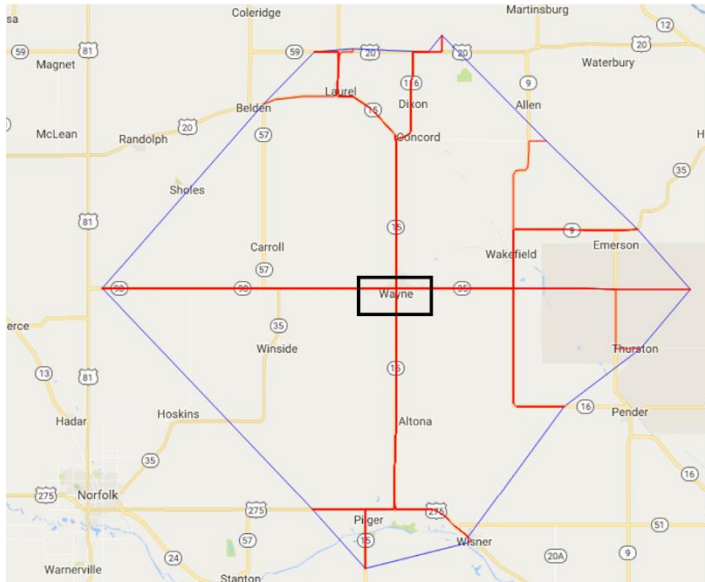 sa
Coleridge
Martinsburg
59
81
59
20
20
20
12
Magnet
Waterbury
9
116
Laurel
Dixon
Allen
Belden
15
McLean
57
Concord
H
Randolph
20
35
Sholes
81
15
Carroll
9
Emerson
Wakefield
57
98
98
Wayne
35
35
erce
Winside
Thurston
15
13
81
16
Hoskins
Altona
Pender
Hadar
35
16
275
Norfolk
275
275
Pilger
51
57
Wisner
24
20A
9
Warnerville
Stanton